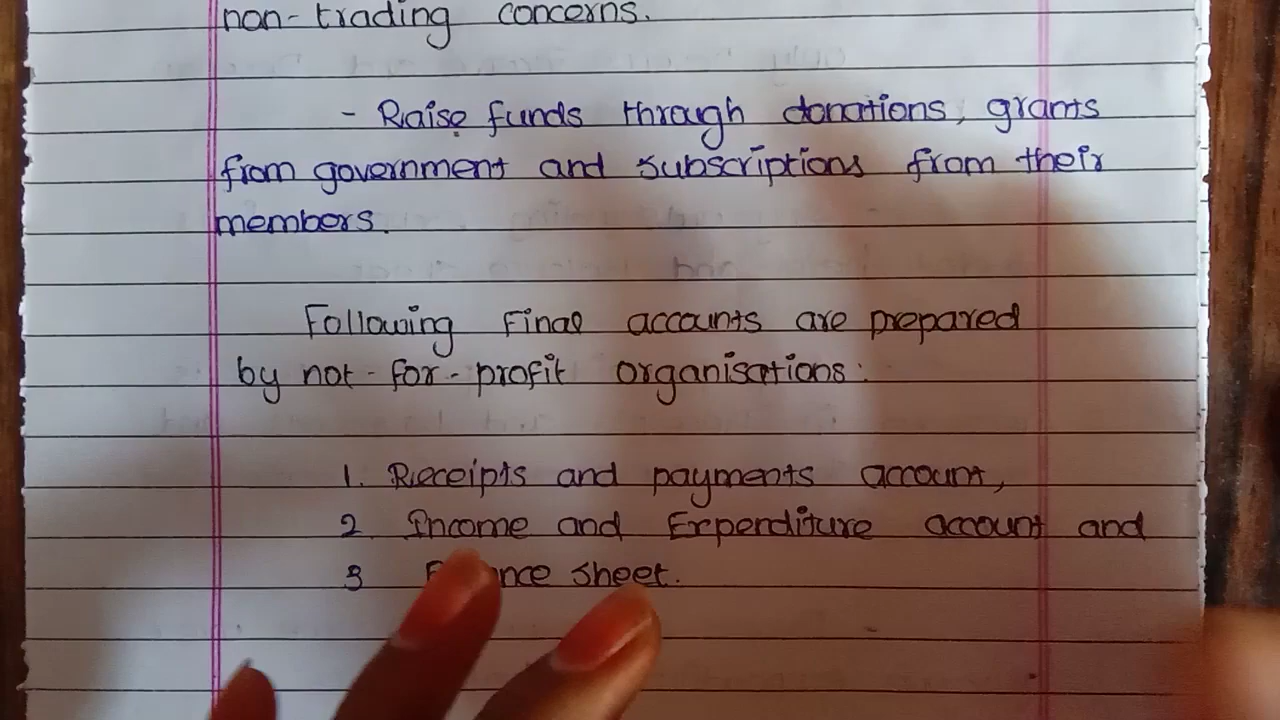 non-trading concerns.
- Raise funds through donations, grants
from government and subscriptions from their
members.
Following Final accounts are prepared
by not-for-profit organisations:
1. Receipts and payments account,
2. Income and Expenditure account and
3 sheet.